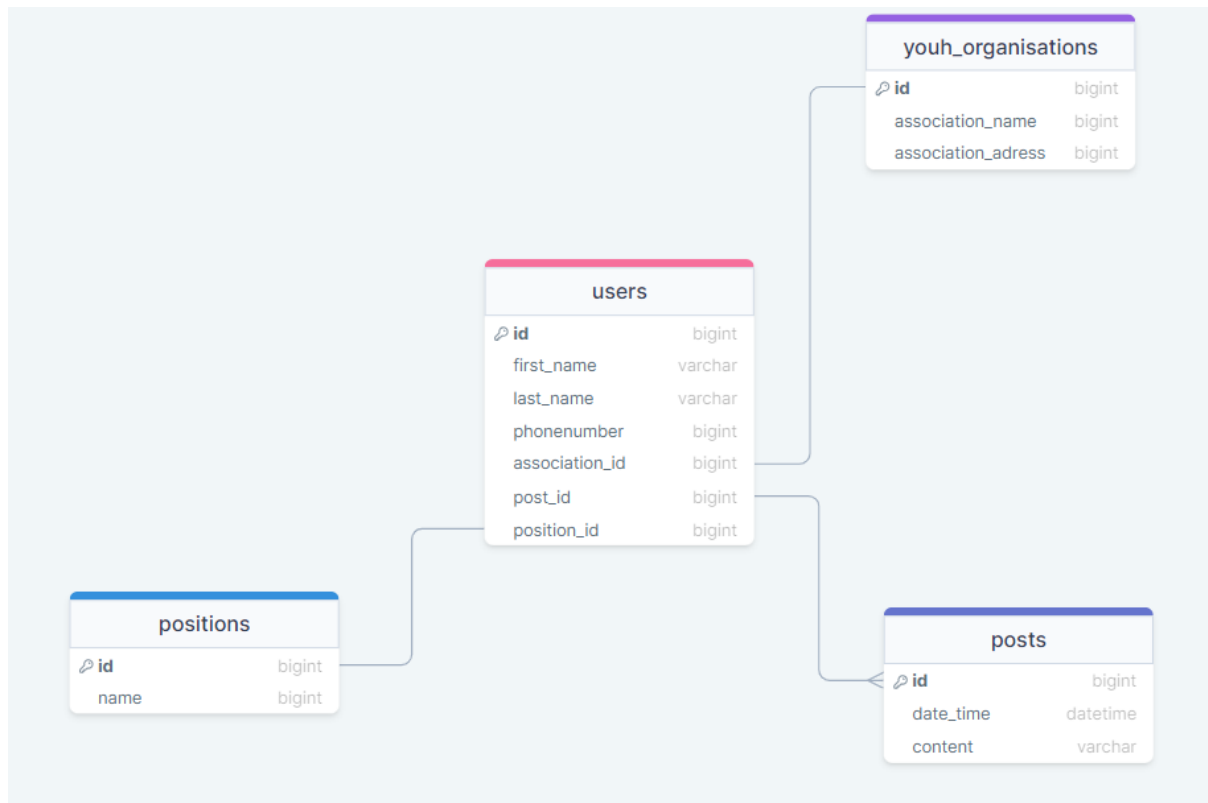 youh_organisations
id bigint
association_name bigint
association_adress bigint
users
id bigint
first_name varchar
last_name varchar
phonenumber bigint
association_id bigint
post_id bigint
position_id bigint
positions
id bigint
name bigint
posts
id bigint
date_time datetime
content varchar